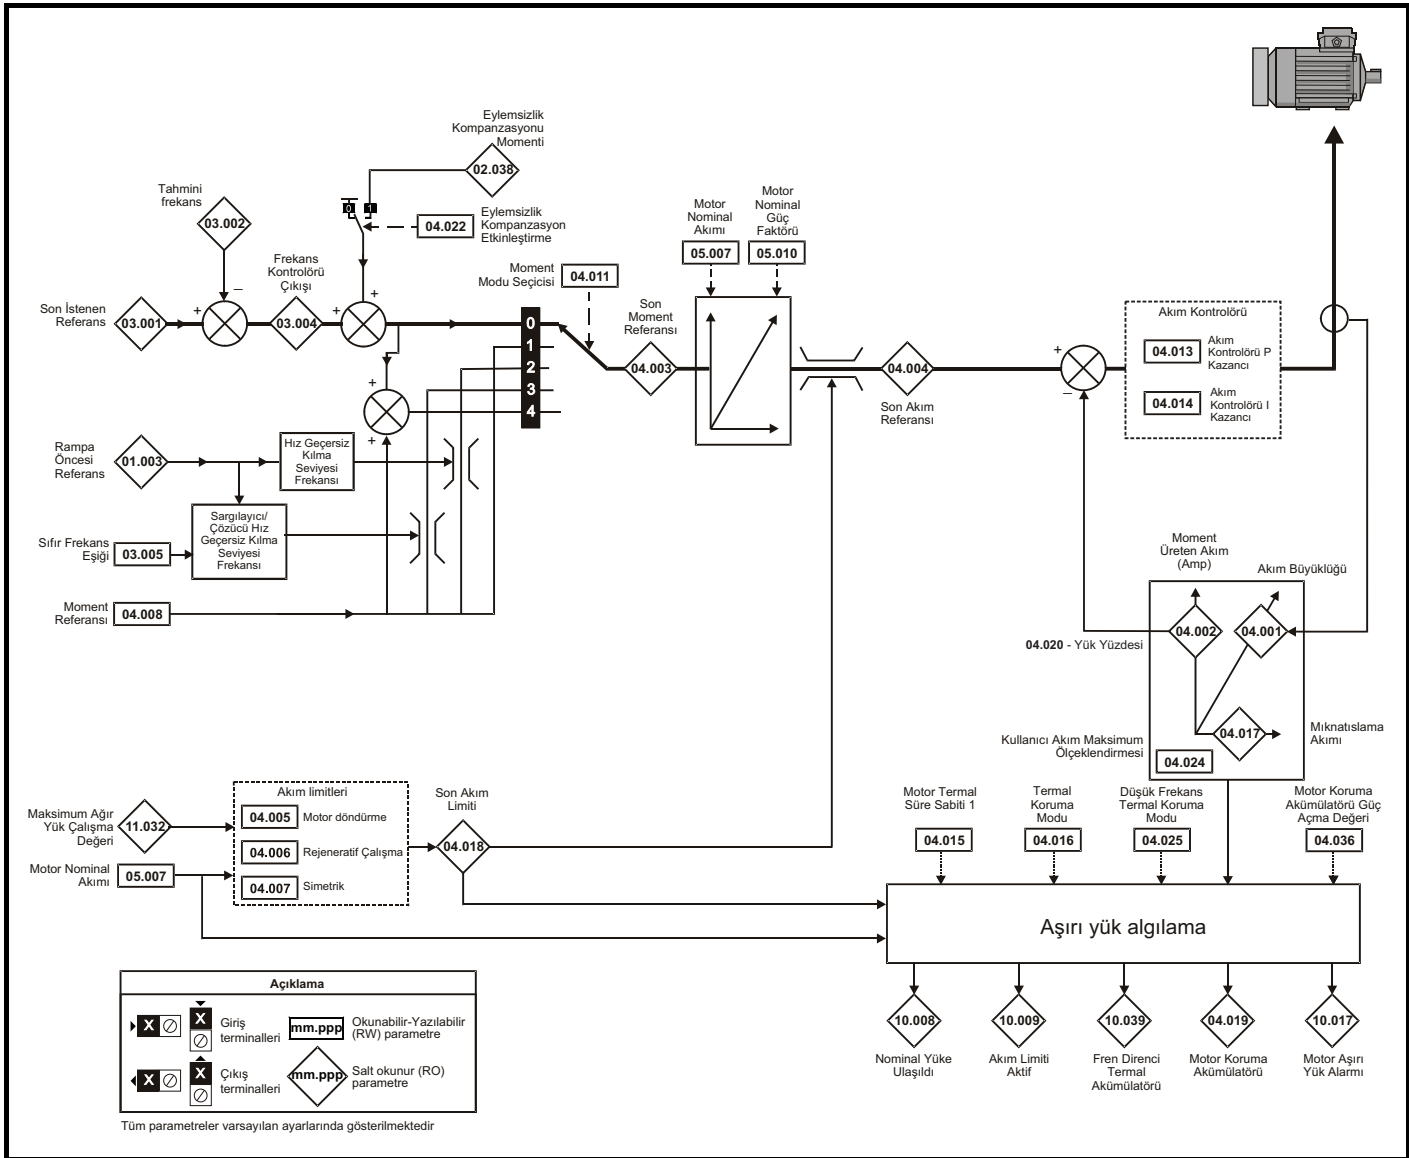 Eylemsizlik
Kompanzasyonu
Momenti
02.038
Tahmini
frekans
03.002
0 1
04.022
Eylemsizlik
Kompanzasyon
Etkinleştirme
Motor
Nominal
Akımı
05.007
Motor
Nominal
Güç
Faktörü
05.010
Frekans
Kontrolörü
Çıkışı
Moment
Modu Seçicisi
04.011
Son İstenen
Referans
03.001
+
–
03.004
+
+
0
1
2
3
4
Son
Moment
Referansı
04.003
04.004
Son Akım
Referansı
+
–
Akım Kontrolörü
04.013
Akım
Kontrolörü P
Kazancı
04.014
Akım
Kontrolörü I
Kazancı
+
+
Rampa
Öncesi
Referans
01.003
Hız Geçersiz
Kılma
Seviyesi
Frekansı
Sargılayıcı/
Çözücü Hız
Geçersiz Kılma
Seviyesi
Frekansı
Sıfır Frekans
Eşiği
03.005
Moment
Referansı
04.008
Moment
Üreten Akım
(Amp)
Akım Büyüklüğü
04.002
04.001
04.020 - Yük Yüzdesi
04.017
Mıknatıslama
Akımı
Kullanıcı Akım Maksimum
Ölçeklendirmesi
04.024
Maksimum Ağır
Yük Çalışma
Değeri
11.032
Motor Nominal
Akımı
05.007
Akım limitleri
04.005
Motor döndürme
04.006
Rejeneratif Çalışma
04.007
Simetrik
Son Akım
Limiti
04.018
Motor Termal
Süre Sabiti 1
04.015
Termal
Koruma
Modu
04.016
Düşük Frekans
Termal Koruma
Modu
04.025
Motor Koruma
Akümülatörü Güç
Açma Değeri
04.036
Aşırı yük algılama
10.008
Nominal Yüke
Ulaşıldı
10.009
Akım Limiti
Aktif
10.039
Fren Direnci
Termal
Akümülatörü
04.019
Motor Koruma
Akümülatörü
10.017
Motor Aşırı
Yük Alarmı
Açıklama
X
X
Giriş
terminalleri
mm.ppp
Okunabilir-Yazılabilir
(RW) parametre
X
X
Çıkış
terminalleri
mm.ppp
Salt okunur (RO)
parametre
Tüm parametreler varsayılan ayarlarında gösterilmektedir